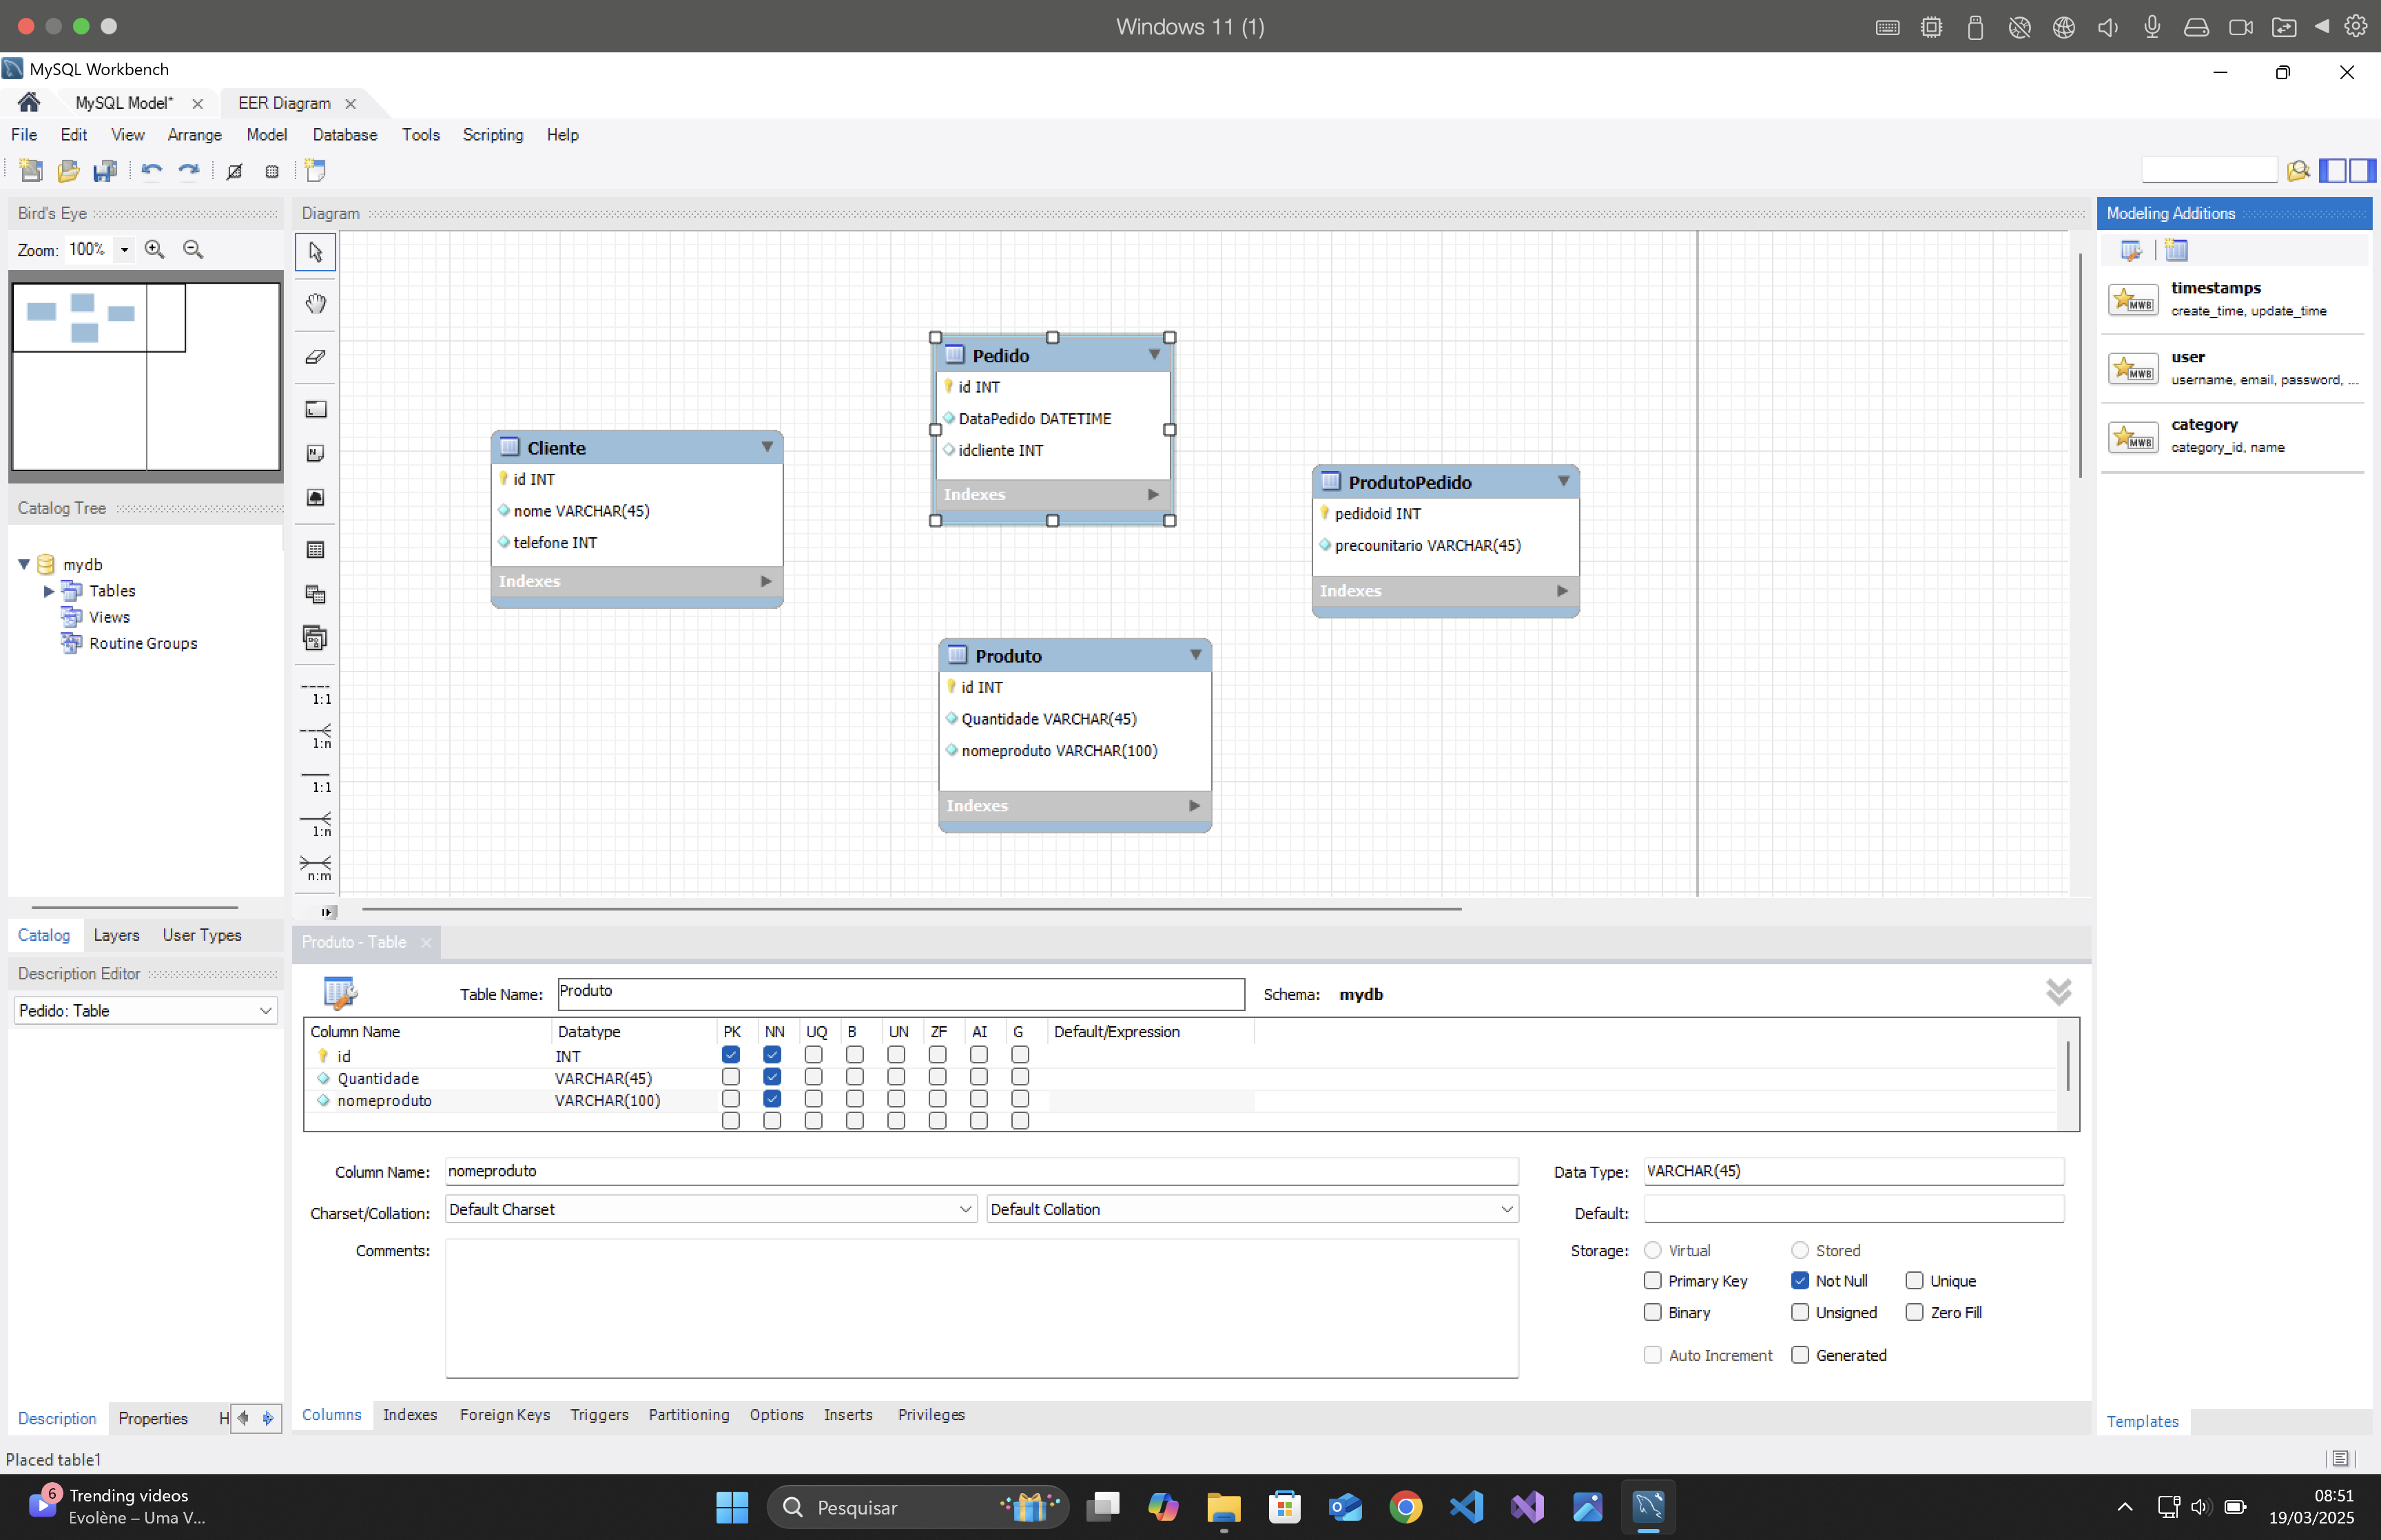 Windows 11 (1)
MySQL Workbench
MySQL Model*
EER Diagram
File Edit View Arrange Model Database Tools Scripting Help
Bird's Eye
Zoom: 100%
Diagram
Modeling Additions
timestamps
create_time, update_time
user
username, email, password, ...
category
category_id, name
Pedido
id INT
DataPedido DATETIME
idcliente INT
Indexes
Cliente
id INT
nome VARCHAR(45)
telefone INT
Indexes
ProdutoPedido
pedidoid INT
precounitario VARCHAR(45)
Indexes
Produto
id INT
Quantidade VARCHAR(45)
nomeproduto VARCHAR(100)
Indexes
Catalog Tree
mydb
Tables
Views
Routine Groups
1:1
1:n
1:1
1:n
n:m
Catalog Layers User Types
Description Editor
Pedido: Table
Produto - Table
Table Name: Produto Schema: mydb
Column Name Datatype PK NN UQ B UN ZF AI G Default/Expression
id INT
Quantidade VARCHAR(45)
nomeproduto VARCHAR(100)
Column Name: nomeproduto Data Type: VARCHAR(45)
Charset/Collation: Default Charset Default Collation Default:
Comments: Storage: Virtual Stored
Primary Key Not Null Unique
Binary Unsigned Zero Fill
Auto Increment Generated
Columns Indexes Foreign Keys Triggers Partitioning Options Inserts Privileges
Description Properties H
Templates
Placed table1
6
Trending videos
Evolène – Uma V...
Pesquisar
08:51
19/03/2025